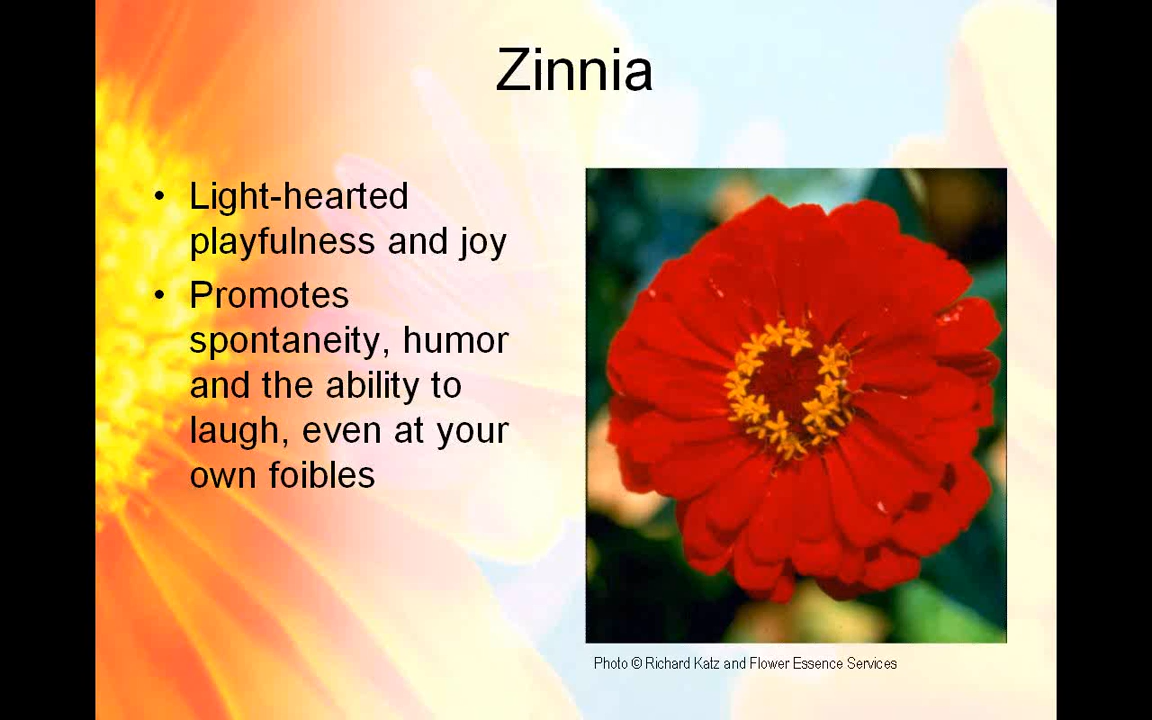 Zinnia
• Light-hearted
playfulness and joy
• Promotes
spontaneity, humor
and the ability to
laugh, even at your
own foibles
Photo © Richard Katz and Flower Essence Services